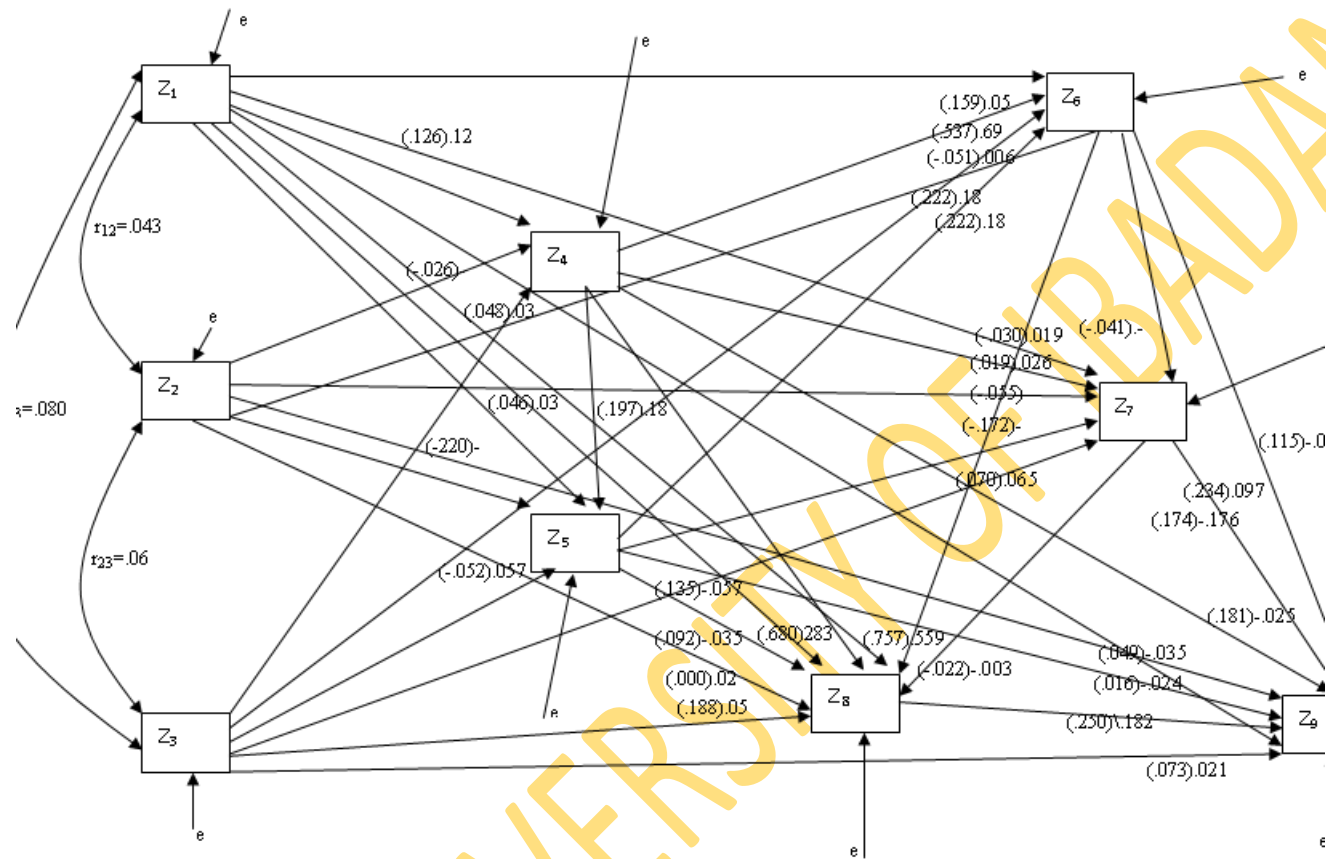 e
e
Z1
Z6
e
(.159).05
(.126).12
(.537).69
(-.051).006
(.222).18
(.222).18
r12=.043
Z4
(-.026)-
(.048).03
e
(-.030).019
(-.041).-
(.019).026
Z2
(-.055)
Z7
=.080
(.046).03
(.197).18
(-.172)-
(-220)-
(.115)-.0
(.070).065
(.234).097
(.174)-.176
Z5
r23=.06
(-.052).057
(.135)-.057
(.181)-.025
(.092)-.035
(.680)283
(.757).559
(.049)-.035
(.000).02
(-.022)-.003
(.016)-.024
e
(.188).05
Z8
(.250)\.182
Z9
Z3
(.073).021
e
e
e
VERSITY OF IBADA